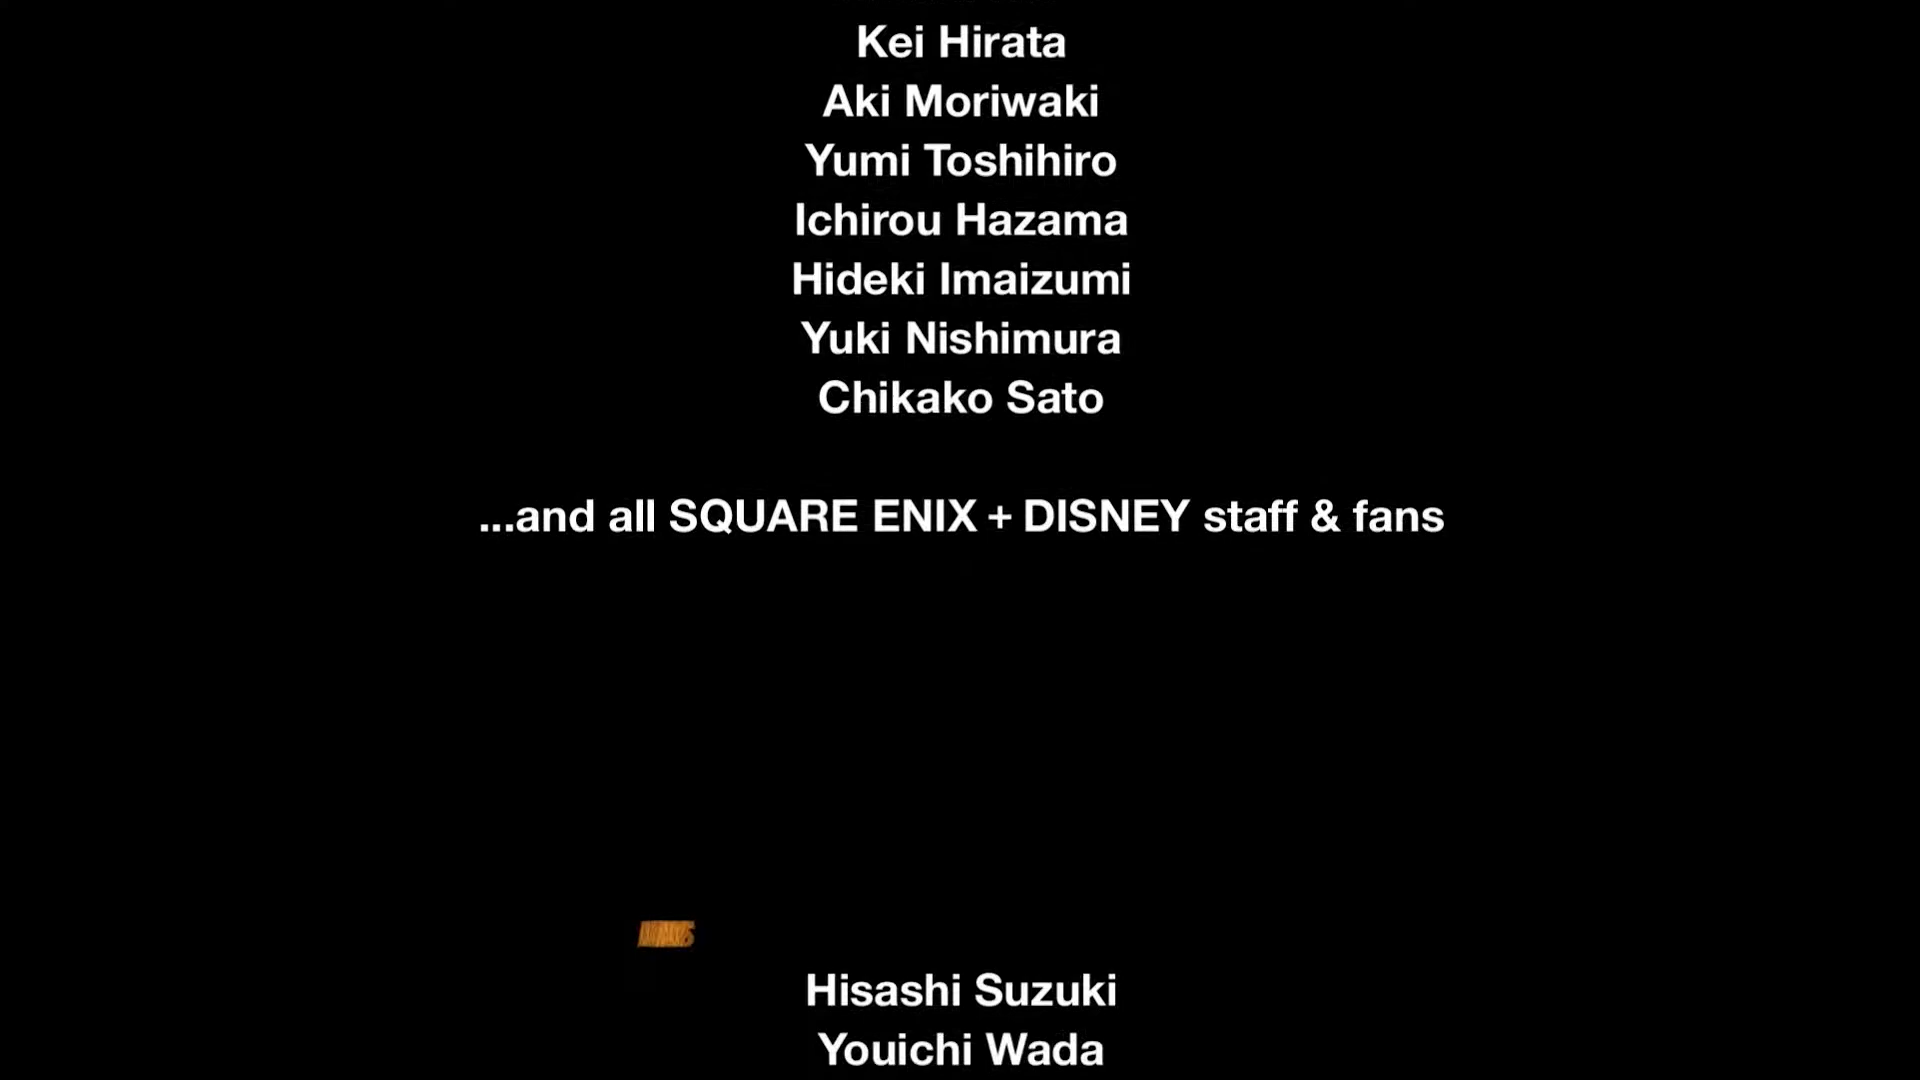 Kei Hirata
Aki Moriwaki
Yumi Toshihiro
Ichirou Hazama
Hideki Imaizumi
Yuki Nishimura
Chikako Sato
...and all SQUARE ENIX + DISNEY staff & fans
Hisashi Suzuki
Youichi Wada